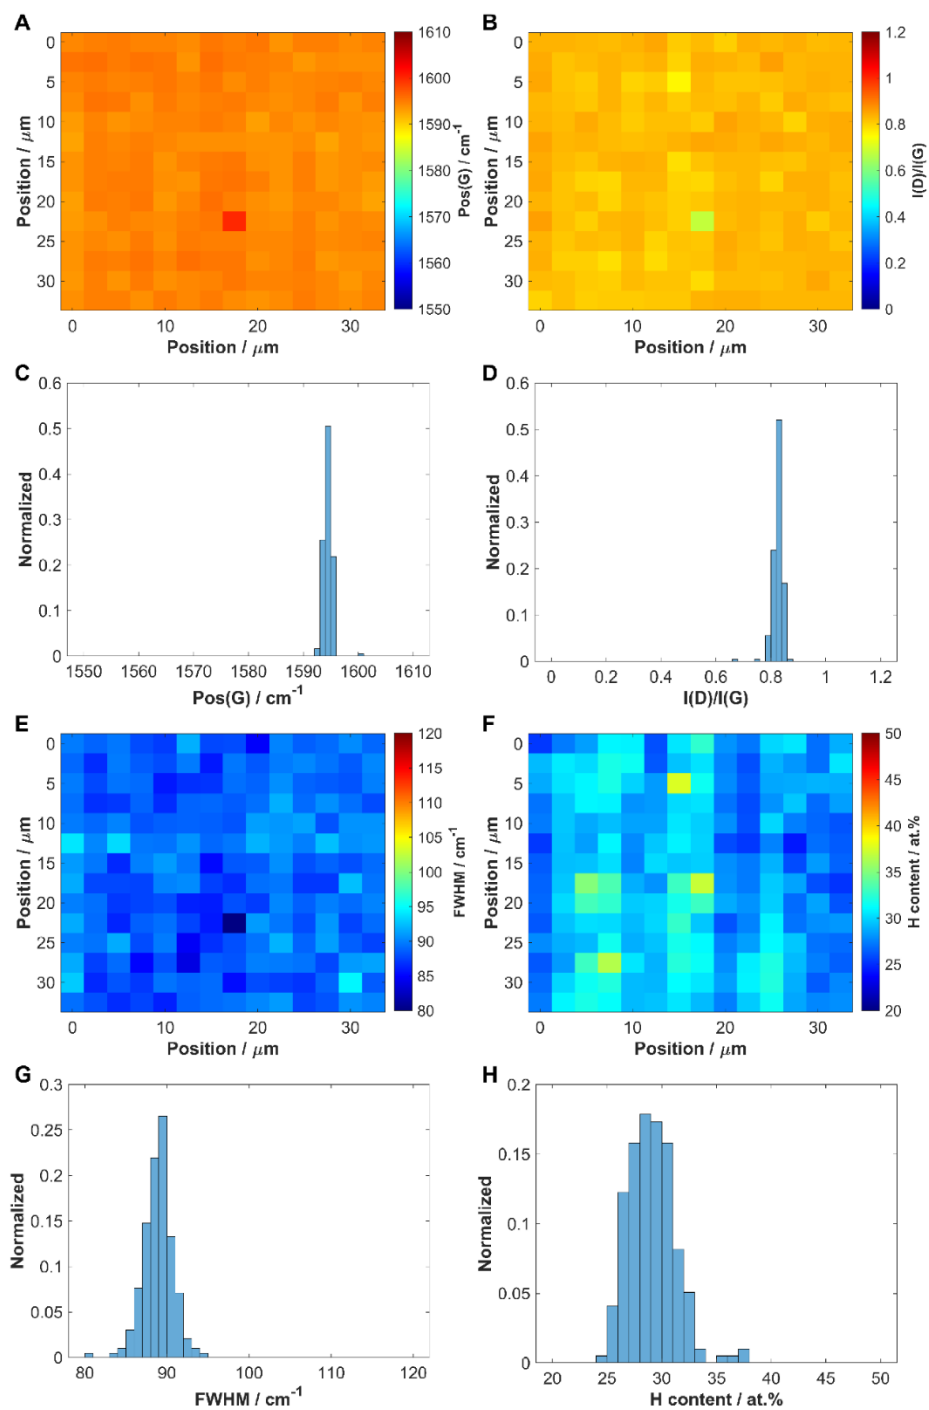 A
0
5
10
15
20
25
30
Position / μm
0 10 20 30
Position / μm
1610
1600
1590
1580
1570
1560
1550
Pos(G) / cm-1
B
0
5
10
15
20
25
30
Position / μm
0 10 20 30
Position / μm
1.2
1
0.8
0.6
0.4
0.2
0
I(D)/I(G)
C
0.6
0.5
0.4
0.3
0.2
0.1
0
Normalized
1550 1560 1570 1580 1590 1600 1610
Pos(G) / cm-1
D
0.6
0.5
0.4
0.3
0.2
0.1
0
Normalized
0 0.2 0.4 0.6 0.8 1 1.2
I(D)/I(G)
E
0
5
10
15
20
25
30
Position / μm
0 10 20 30
Position / μm
120
115
110
105
100
95
90
85
80
FWHM / cm-1
F
0
5
10
15
20
25
30
Position / μm
0 10 20 30
Position / μm
50
45
40
35
30
25
20
H content / at.%
G
0.3
0.25
0.2
0.15
0.1
0.05
0
Normalized
80 90 100 110 120
FWHM / cm-1
H
0.2
0.15
0.1
0.05
0
Normalized
20 25 30 35 40 45 50
H content / at.%